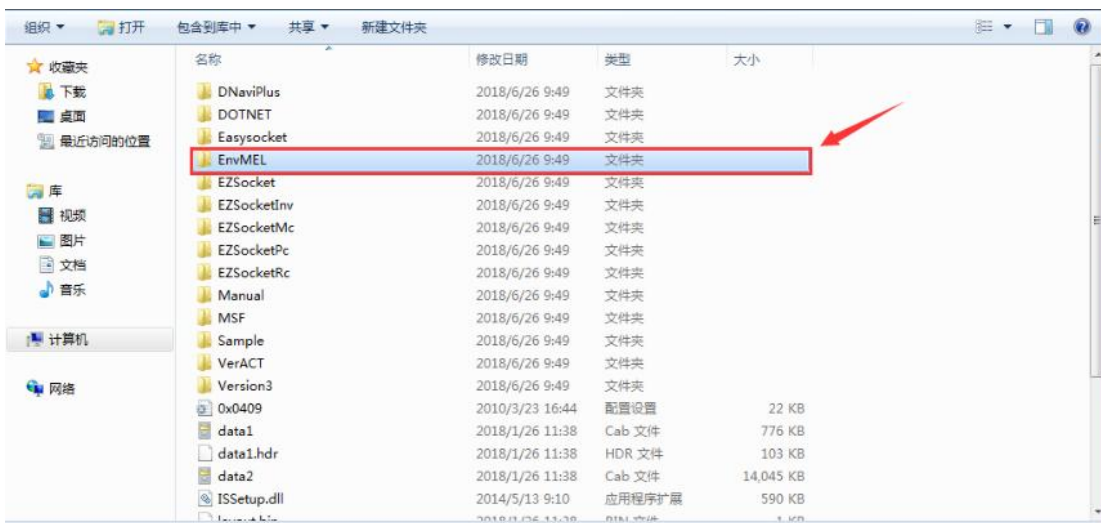 组织 打开 包含到库中 共享 新建文件夹
名称 修改日期 类型 大小
收藏夹
下载
桌面
最近访问的位置
库
视频
图片
文档
音乐
计算机
网络
DNaviPlus 2018/6/26 9:49 文件夹
DOTNET 2018/6/26 9:49 文件夹
Easysocket 2018/6/26 9:49 文件夹
EnvMEL 2018/6/26 9:49 文件夹
EZSocket 2018/6/26 9:49 文件夹
EZSocketInv 2018/6/26 9:49 文件夹
EZSocketMc 2018/6/26 9:49 文件夹
EZSocketPc 2018/6/26 9:49 文件夹
EZSocketRc 2018/6/26 9:49 文件夹
Manual 2018/6/26 9:49 文件夹
MSF 2018/6/26 9:49 文件夹
Sample 2018/6/26 9:49 文件夹
VerACT 2018/6/26 9:49 文件夹
Version3 2018/6/26 9:49 文件夹
0x0409 2010/3/23 16:44 配置设置 22 KB
data1 2018/1/26 11:38 Cab 文件 776 KB
data1.hdr 2018/1/26 11:38 HDR 文件 103 KB
data2 2018/1/26 11:38 Cab 文件 14,045 KB
ISSetup.dll 2014/5/13 9:10 应用程序扩展 590 KB